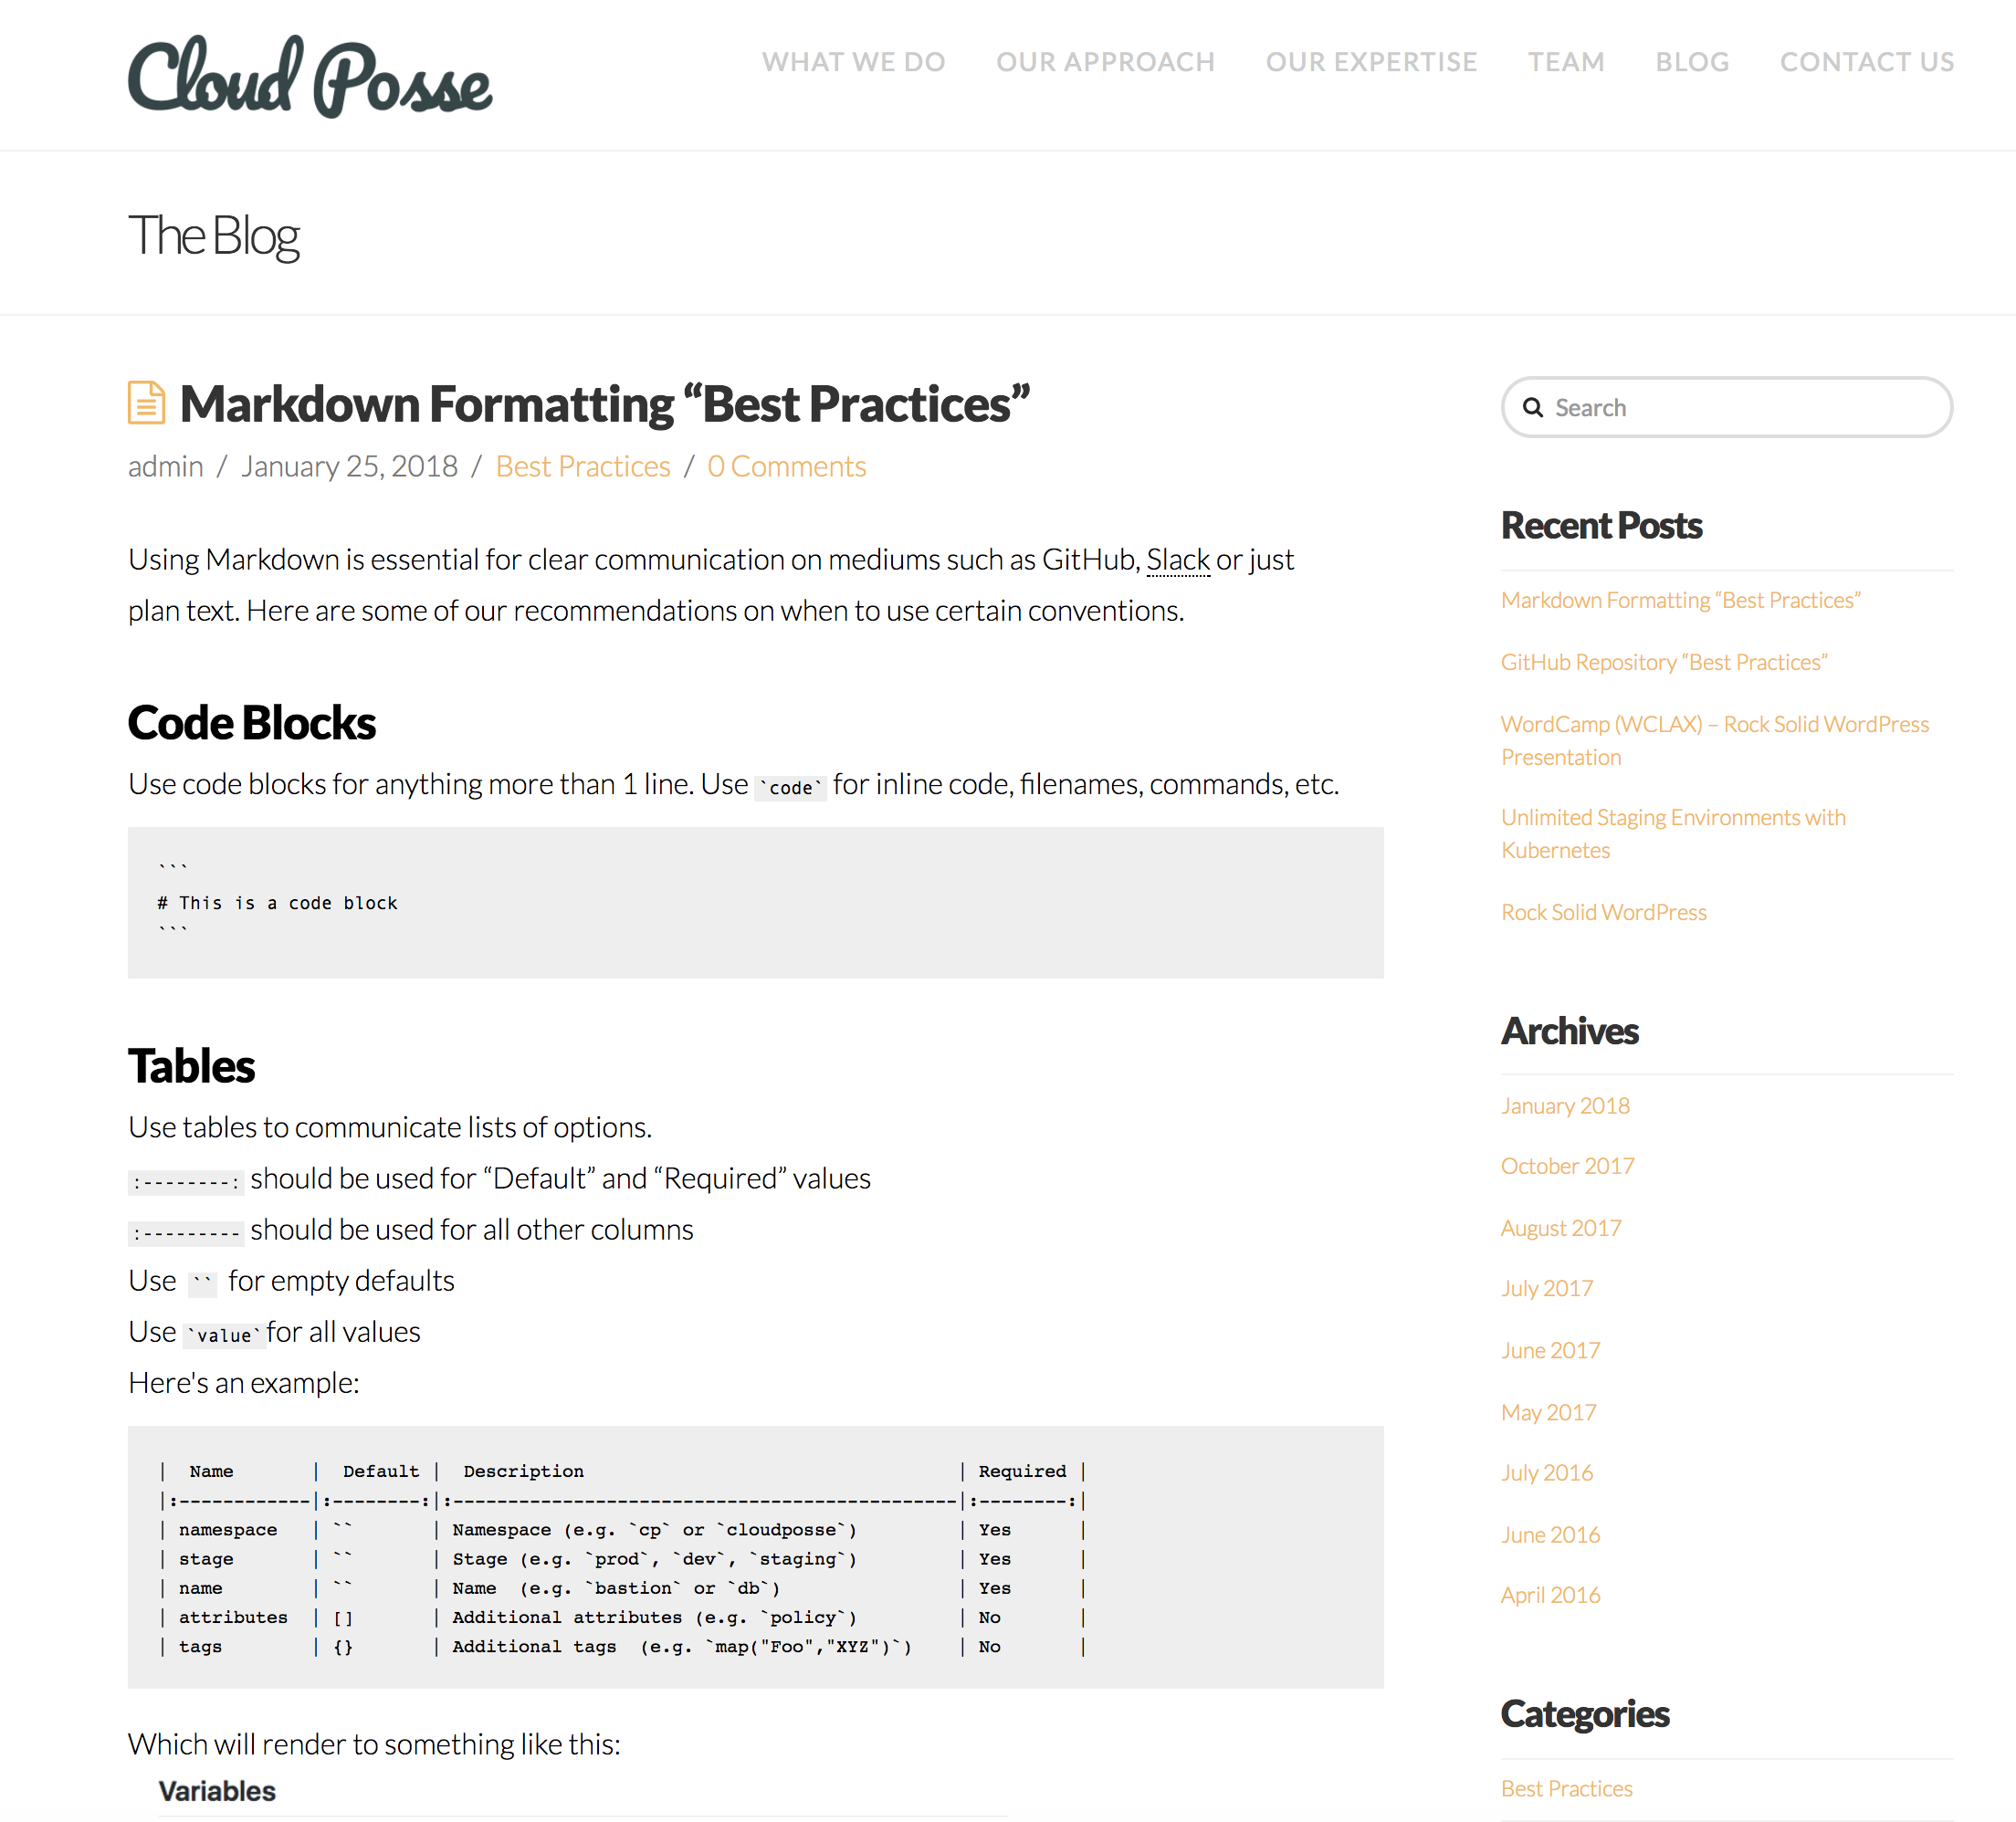 Cloud Posse
WHAT WE DO OUR APPROACH OUR EXPERTISE TEAM BLOG CONTACT US
The Blog
Markdown Formatting “Best Practices”
admin / January 25, 2018 / Best Practices / 0 Comments
Using Markdown is essential for clear communication on mediums such as GitHub, Slack or just
plan text. Here are some of our recommendations on when to use certain conventions.
Code Blocks
Use code blocks for anything more than 1 line. Use `code` for inline code, filenames, commands, etc.
```
# This is a code block
```
Tables
Use tables to communicate lists of options.
:--------: should be used for “Default” and “Required” values
:--------- should be used for all other columns
Use `` for empty defaults
Use `value` for all values
Here's an example:
|  Name       |  Default |  Description                                  | Required |
|:------------|:--------:|:----------------------------------------------|:--------:|
| namespace   | ``       | Namespace (e.g. `cp` or `cloudposse`)         | Yes      |
| stage       | ``       | Stage (e.g. `prod`, `dev`, `staging`)         | Yes      |
| name        | ``       | Name  (e.g. `bastion` or `db`)                | Yes      |
| attributes  | []       | Additional attributes (e.g. `policy`)         | No       |
| tags        | {}       | Additional tags  (e.g. `map("Foo","XYZ")`)    | No       |
Which will render to something like this:
Variables
Search
Recent Posts
Markdown Formatting “Best Practices”
GitHub Repository “Best Practices”
WordCamp (WCLAX) – Rock Solid WordPress
Presentation
Unlimited Staging Environments with
Kubernetes
Rock Solid WordPress
Archives
January 2018
October 2017
August 2017
July 2017
June 2017
May 2017
July 2016
June 2016
April 2016
Categories
Best Practices